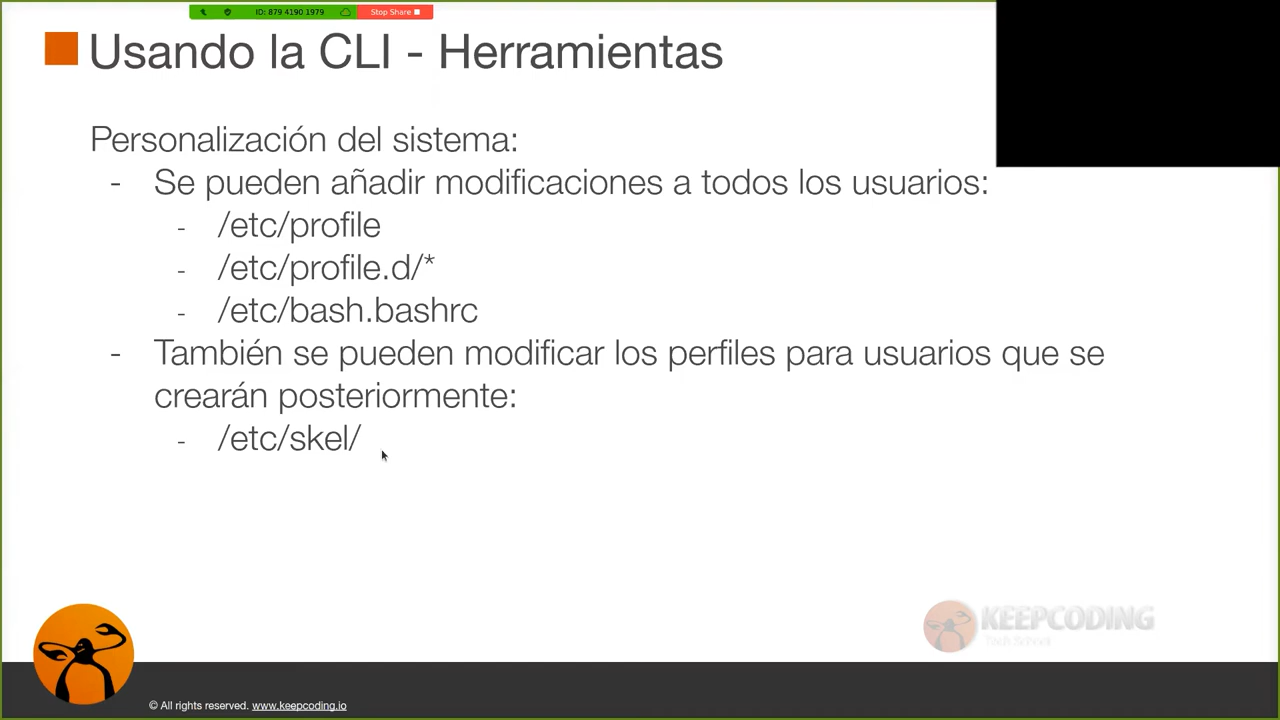 ID: 879 4190 1979
Stop Share
Usando la CLI - Herramientas
Personalización del sistema:
- Se pueden añadir modificaciones a todos los usuarios:
- /etc/profile
- /etc/profile.d/*
- /etc/bash.bashrc
- También se pueden modificar los perfiles para usuarios que se
crearán posteriormente:
- /etc/skel/
KEEPCODING
Tech School
© All rights reserved. www.keepcoding.io